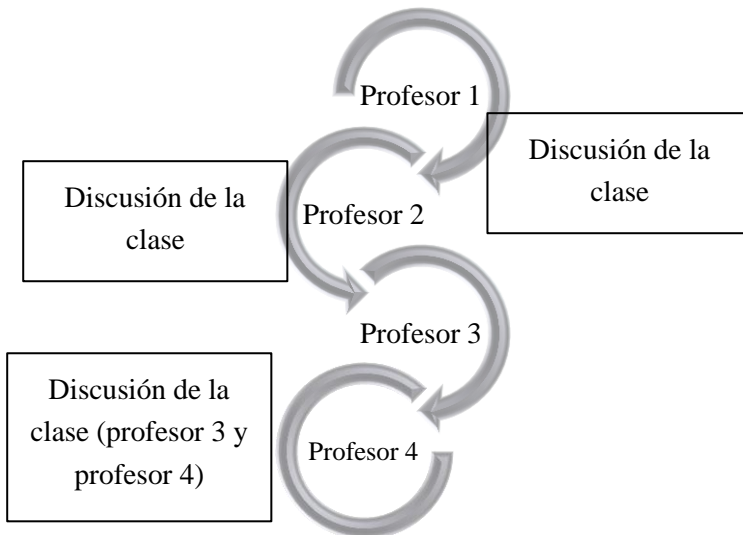 Profesor 1
Discusión de la
clase
Discusión de la
clase
Profesor 2
Profesor 3
Discusión de la
clase (profesor 3 y
profesor 4)
Profesor 4